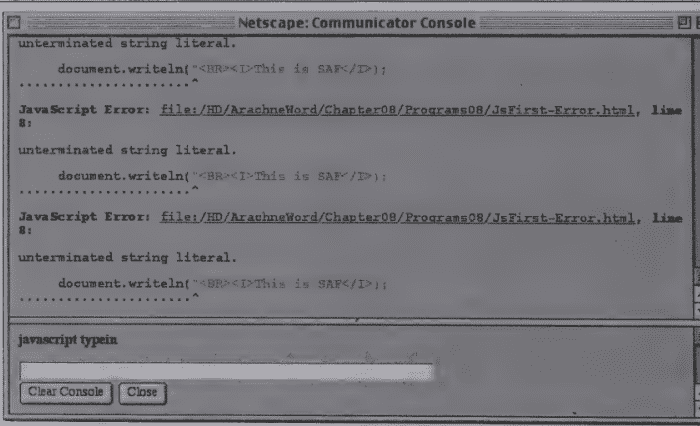 Netscape: Communicator Console
unterminated string literal.
document.writeln("<BR><I>This is SAF</I>);
......................^
JavaScript Error: file:/HD/ArachneWord/Chapter08/Programs08/JsFirst-Error.html, line
8:
unterminated string literal.
document.writeln("<BR><I>This is SAF</I>);
......................^
JavaScript Error: file:/HD/ArachneWord/Chapter08/Programs08/JsFirst-Error.html, line
8:
unterminated string literal.
document.writeln("<BR><I>This is SAF</I>);
......................^
javascript typein
Clear Console Close